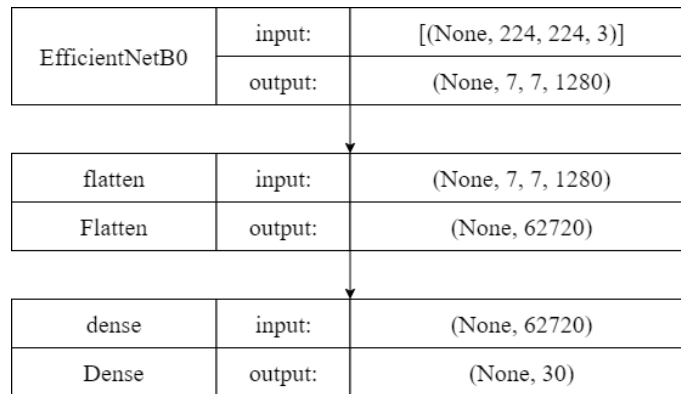 EfficientNetB0
input: [(None, 224, 224, 3)]
output: (None, 7, 7, 1280)
flatten input: (None, 7, 7, 1280)
Flatten output: (None, 62720)
dense input: (None, 62720)
Dense output: (None, 30)